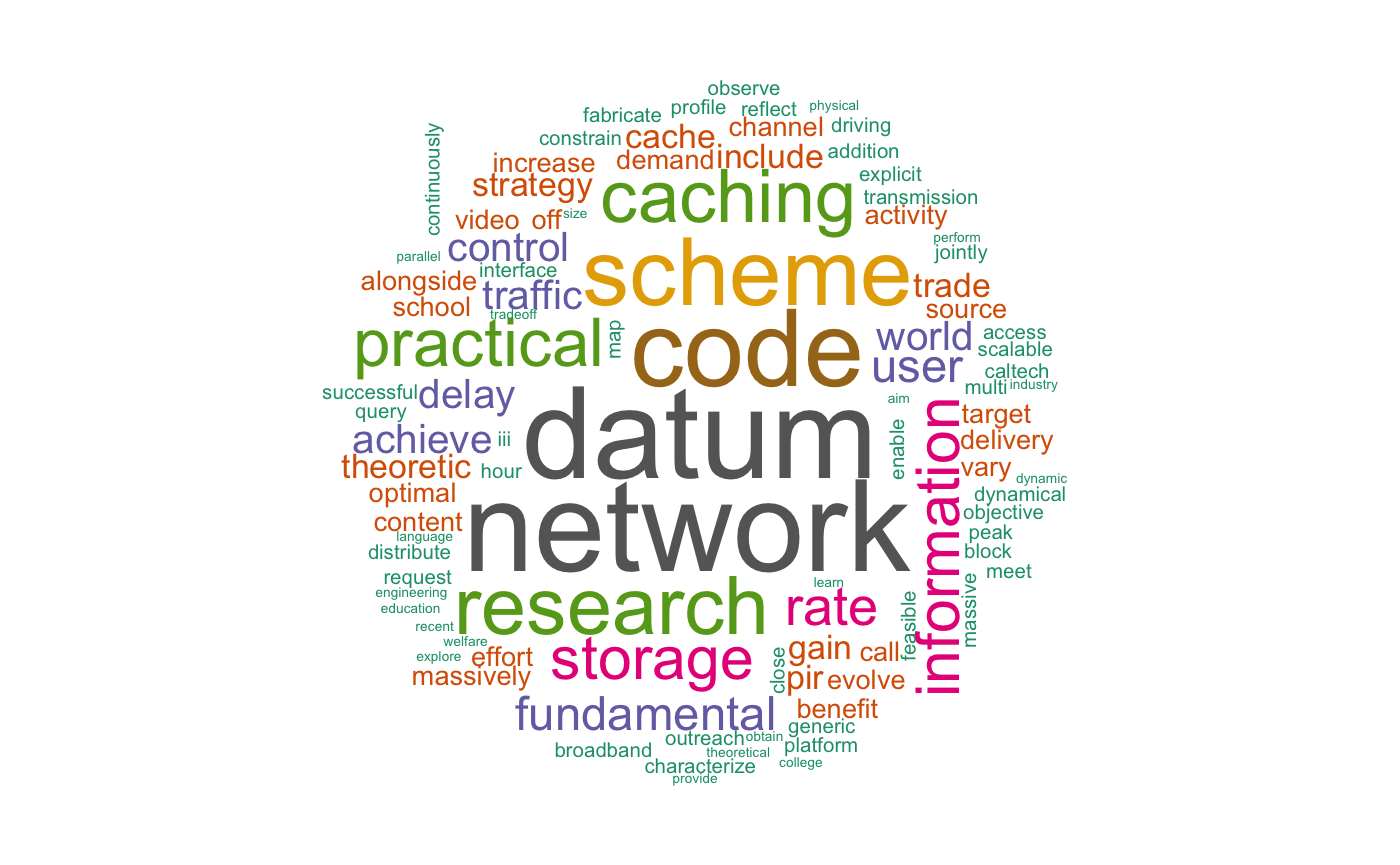 observe
fabricate profile reflect physical
constrain cache channel driving
continuously
increase demand include addition
strategy caching explicit
transmission
video off size activity
control perform
parallel interface scheme jointly
alongside traffic trade
school tradeoff source
practical map code world access
user scalable
caltech
successful delay multi industry
query datum aim
achieve iii enable information target
theoretic hour delivery
vary
optimal network dynamic
dynamical
content objective
language peak
distribute block
request research learn meet
engineering rate massive
education feasible
recent
welfare
explore effort storage close gain call
massively pir evolve
fundamental benefit
outreach obtain generic
broadband theoretical platform
characterize college
provide